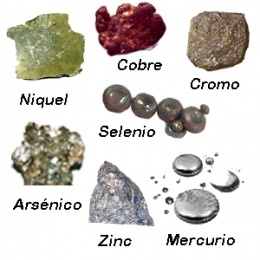 Niquel
Cobre
Cromo
Selenio
Arsénico
Zinc
Mercurio